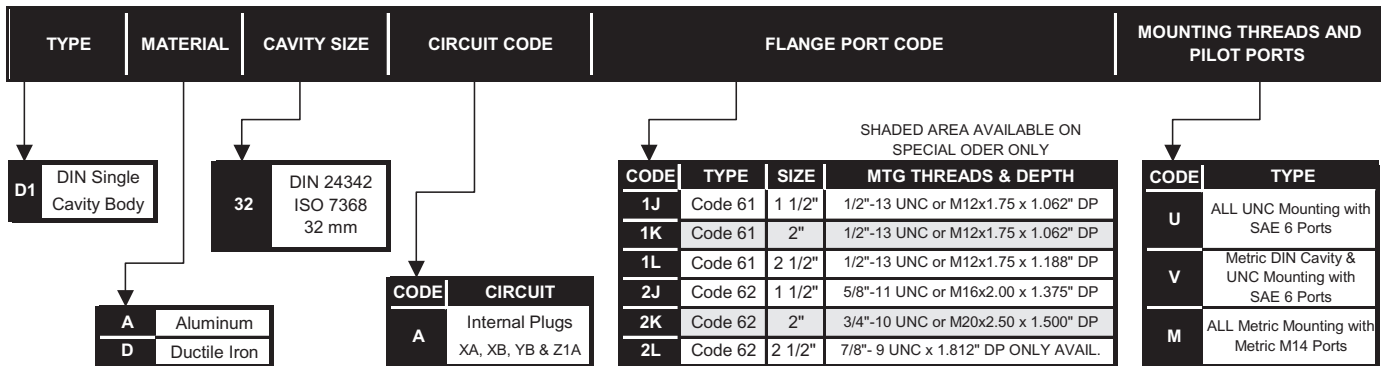 TYPE
MATERIAL
CAVITY SIZE
CIRCUIT CODE
FLANGE PORT CODE
MOUNTING THREADS AND
PILOT PORTS
D1 DIN Single
Cavity Body
A Aluminum
D Ductile Iron
32 DIN 24342
ISO 7368
32 mm
CODE CIRCUIT
A Internal Plugs
XA, XB, YB & Z1A
SHADED AREA AVAILABLE ON
SPECIAL ODER ONLY
CODE TYPE SIZE MTG THREADS & DEPTH
1J Code 61 1 1/2" 1/2"-13 UNC or M12x1.75 x 1.062" DP
1K Code 61 2" 1/2"-13 UNC or M12x1.75 x 1.062" DP
1L Code 61 2 1/2" 1/2"-13 UNC or M12x1.75 x 1.188" DP
2J Code 62 1 1/2" 5/8"-11 UNC or M16x2.00 x 1.375" DP
2K Code 62 2" 3/4"-10 UNC or M20x2.50 x 1.500" DP
2L Code 62 2 1/2" 7/8"- 9 UNC x 1.812" DP ONLY AVAIL.
CODE TYPE
U ALL UNC Mounting with
SAE 6 Ports
V Metric DIN Cavity &
UNC Mounting with
SAE 6 Ports
M ALL Metric Mounting with
Metric M14 Ports